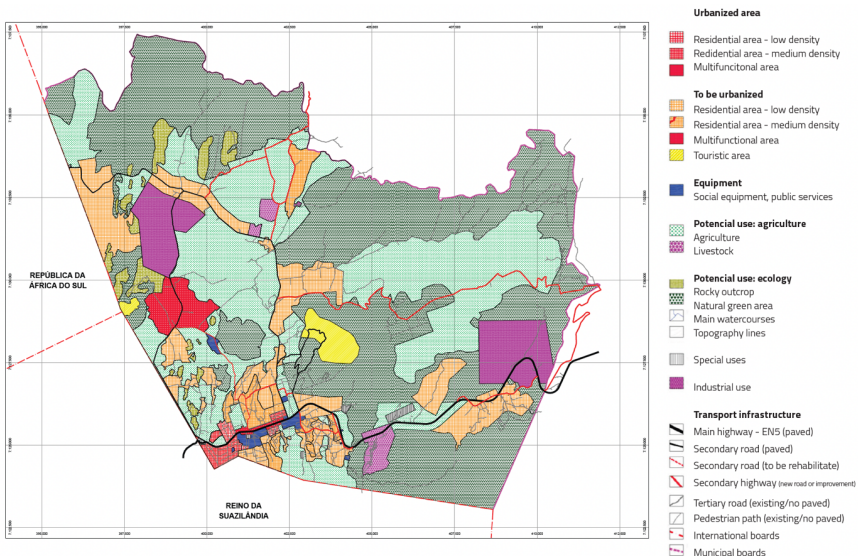 Urbanized area
Residential area - low density
Redidential area - medium density
Multifuncitonal area
To be urbanized
Residential area - low density
Residential area - medium density
Multifunctional area
Touristic area
Equipment
Social equipment, public services
Potencial use: agriculture
Agriculture
Livestock
Potencial use: ecology
Rocky outcrop
Natural green area
Main watercourses
Topography lines
Special uses
Industrial use
Transport infrastructure
Main highway - EN5 (paved)
Secondary road (paved)
Secondary road (to be rehabilitate)
Secondary highway (new road or improvement)
Tertiary road (existing/no paved)
Pedestrian path (existing/no paved)
International boards
Municipal boards
REPÚBLICA DA
ÁFRICA DO SUL
REINO DA
SUAZILÂNDIA